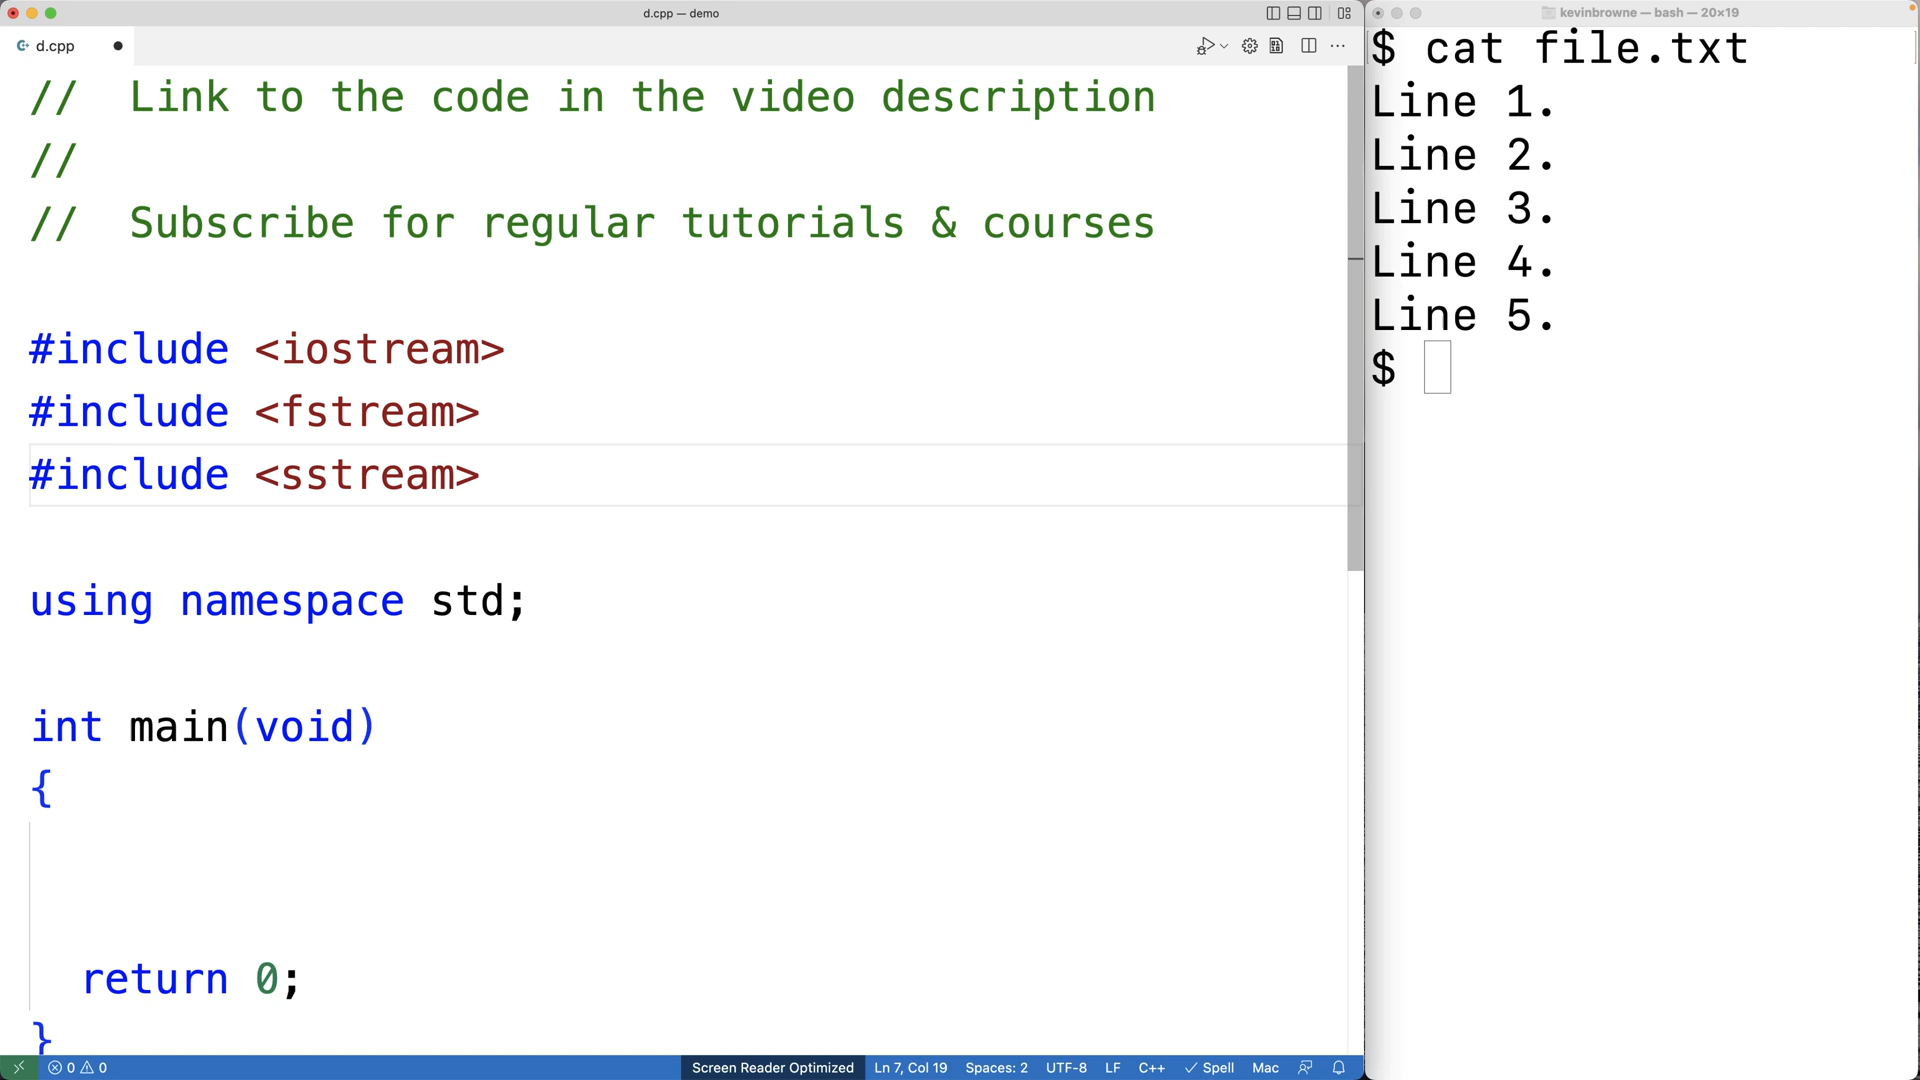 d.cpp — demo
d.cpp
// Link to the code in the video description
//
// Subscribe for regular tutorials & courses
#include <iostream>
#include <fstream>
#include <sstream>
using namespace std;
int main(void)
{
return 0;
}
0 0
Screen Reader Optimized
Ln 7, Col 19
Spaces: 2
UTF-8
LF
C++
Spell
Mac
kevinbrowne — bash — 20×19
$ cat file.txt
Line 1.
Line 2.
Line 3.
Line 4.
Line 5.
$